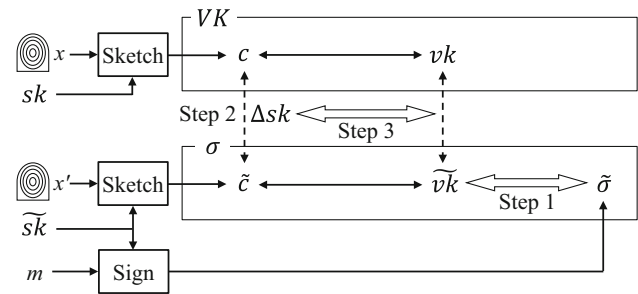 VK
x Sketch c vk
sk
Step 2 Δsk Step 3
σ
x′ Sketch c̃ ṽk̃ Step 1 σ̃
s̃k̃
m Sign